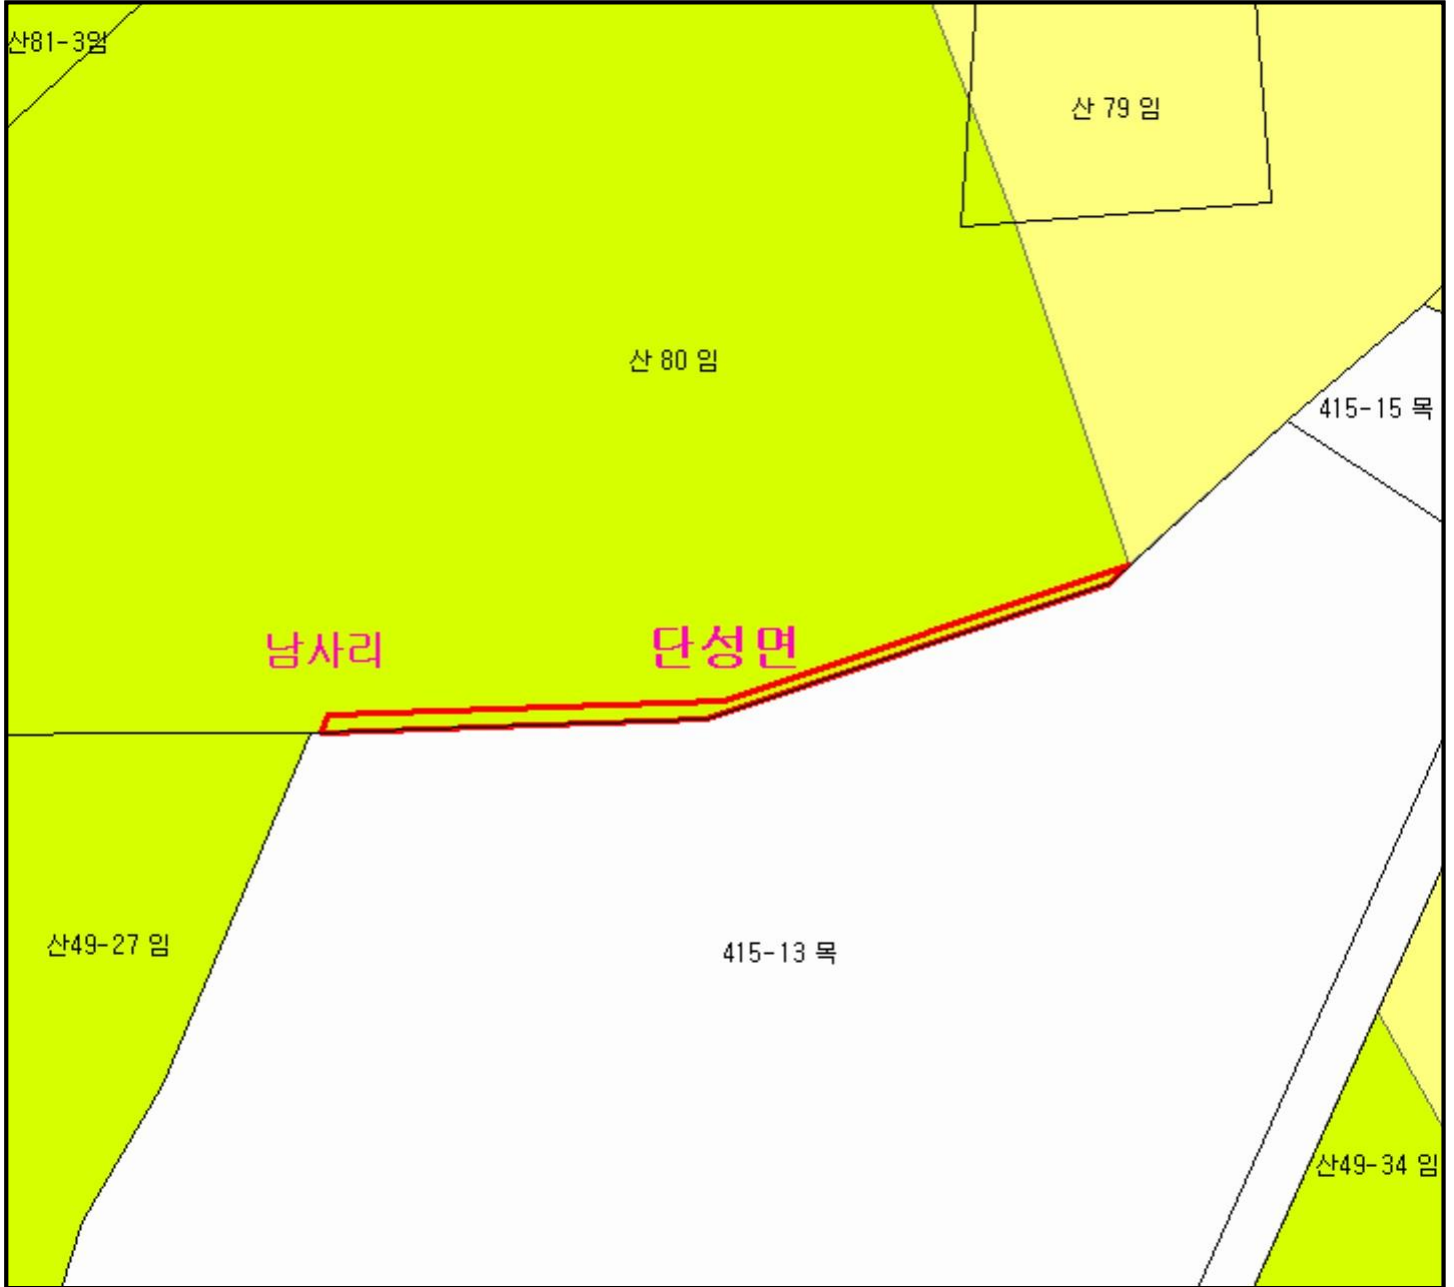 산81-3임
산 79 임
산 80 임
415-15 목
남사리
단성면
산49-27 임
415-13 목
산49-34 임